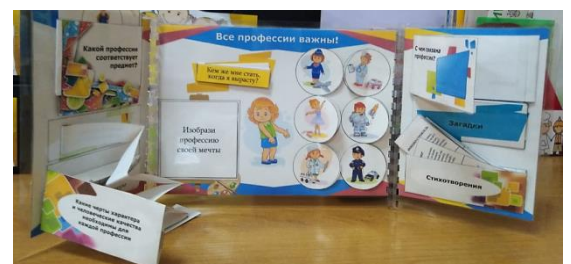 Какой профессии
соответствует
предмет?
Какие черты характера
и человеческие качества
необходимы для
каждой профессии
Все профессии важны!
Кем же мне стать,
когда я вырасту?
Изобрази
профессию
своей мечты
С чем связана
профессия?
Загадки
Стихотворения